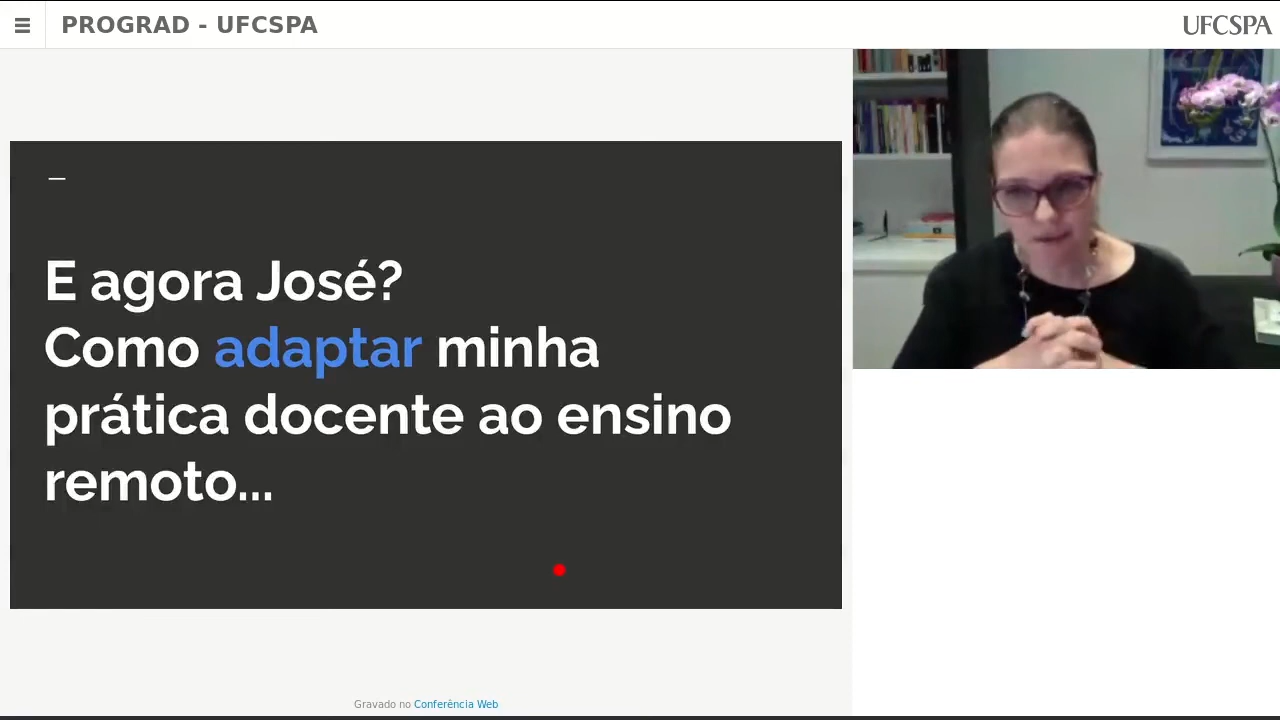 PROGRAD - UFCSPA
UFCSPA
E agora José?
Como adaptar minha
prática docente ao ensino
remoto...
Gravado no Conferência Web